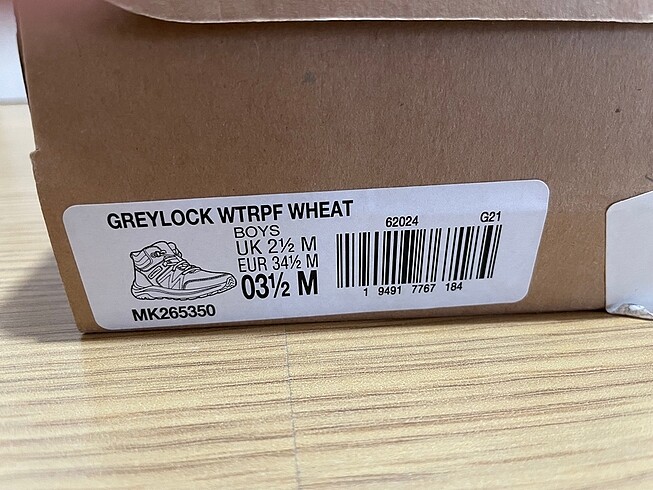 GREYLOCK WTRPF WHEAT
BOYS
UK 2½ M
EUR 34½ M
03½ M
MK265350
62024 G21
1 9491 7767 184